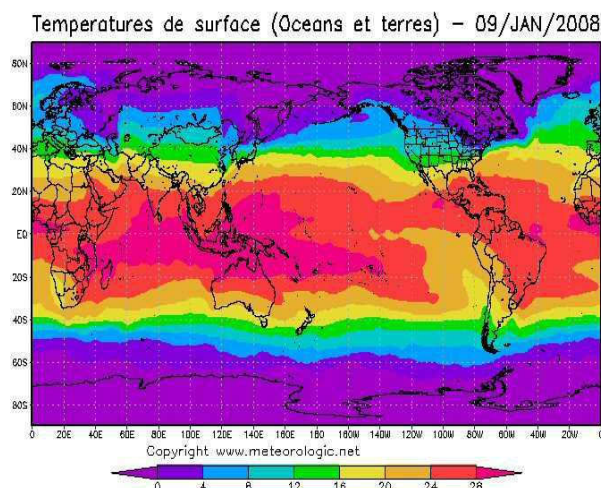 Temperatures de surface (Oceans et terres) - 09/JAN/2008
80N
60N
40N
20N
EQ
20S
40S
60S
80S
0 20E 40E 60E 80E 100E 120E 140E 160E 180 160W 140W 120W 100W 80W 60W 40W 20W 0
Copyright www.meteorologic.net
0 4 8 12 16 20 24 28